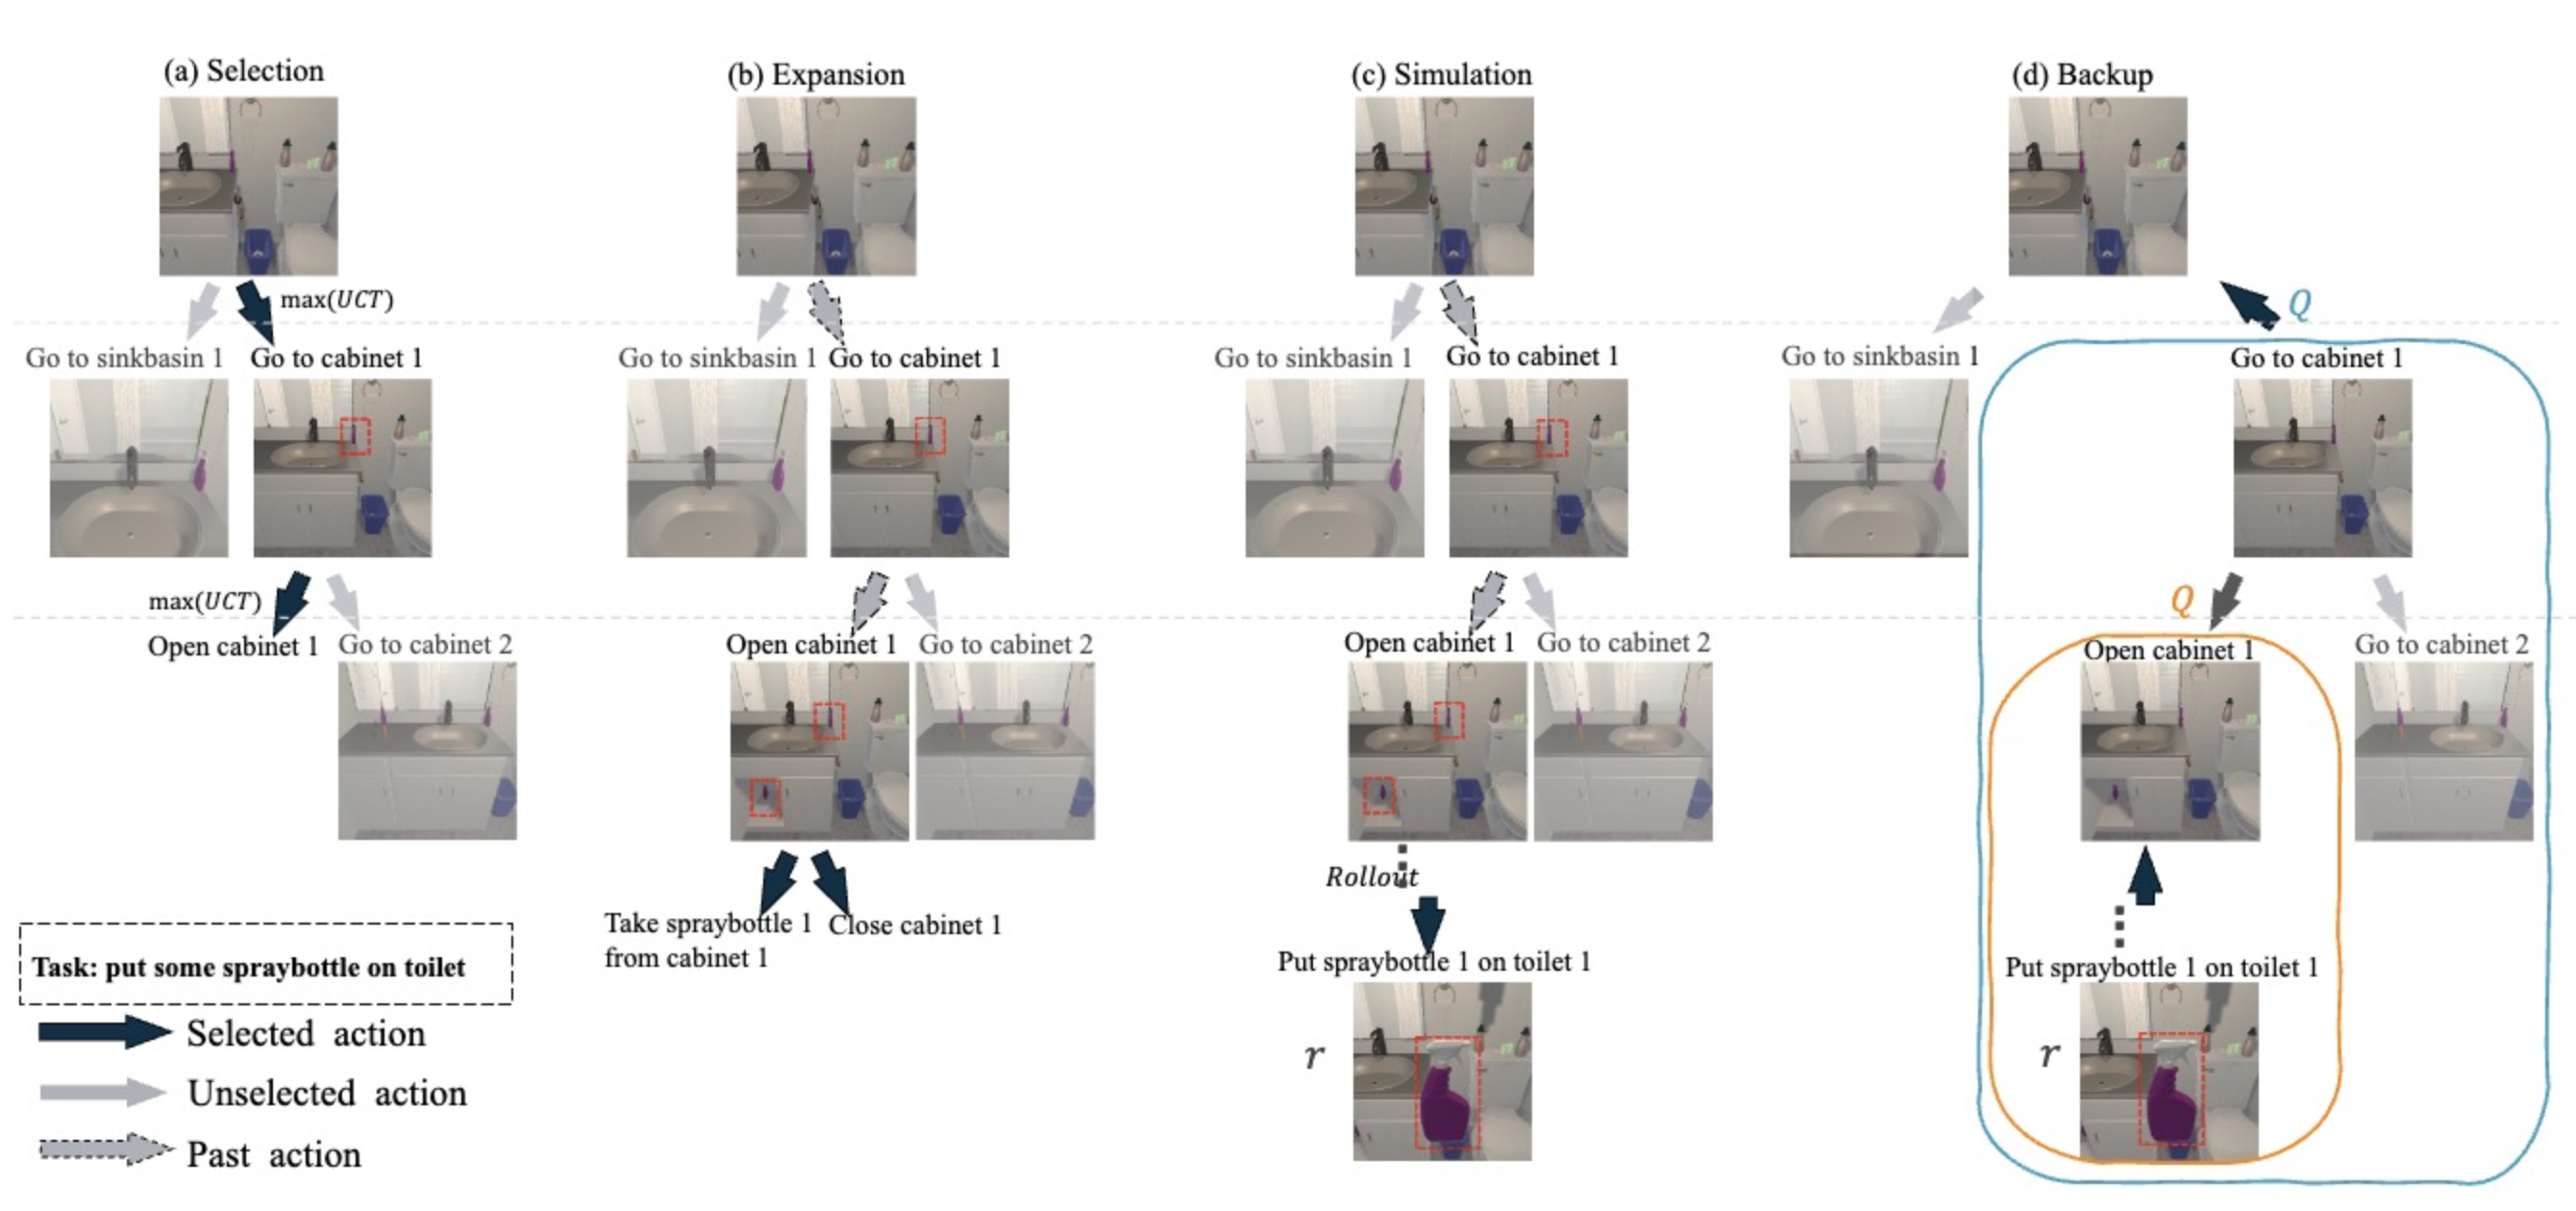 (a) Selection
max(UCT)
Go to sinkbasin 1
Go to cabinet 1
max(UCT)
Open cabinet 1
Go to cabinet 2
Task: put some spraybottle on toilet
Selected action
Unselected action
Past action
(b) Expansion
Go to sinkbasin 1
Go to cabinet 1
Open cabinet 1
Go to cabinet 2
Take spraybottle 1
from cabinet 1
Close cabinet 1
(c) Simulation
Go to sinkbasin 1
Go to cabinet 1
Open cabinet 1
Go to cabinet 2
Rollout
Put spraybottle 1 on toilet 1
r
(d) Backup
Q
Go to sinkbasin 1
Go to cabinet 1
Q
Open cabinet 1
Go to cabinet 2
Put spraybottle 1 on toilet 1
r